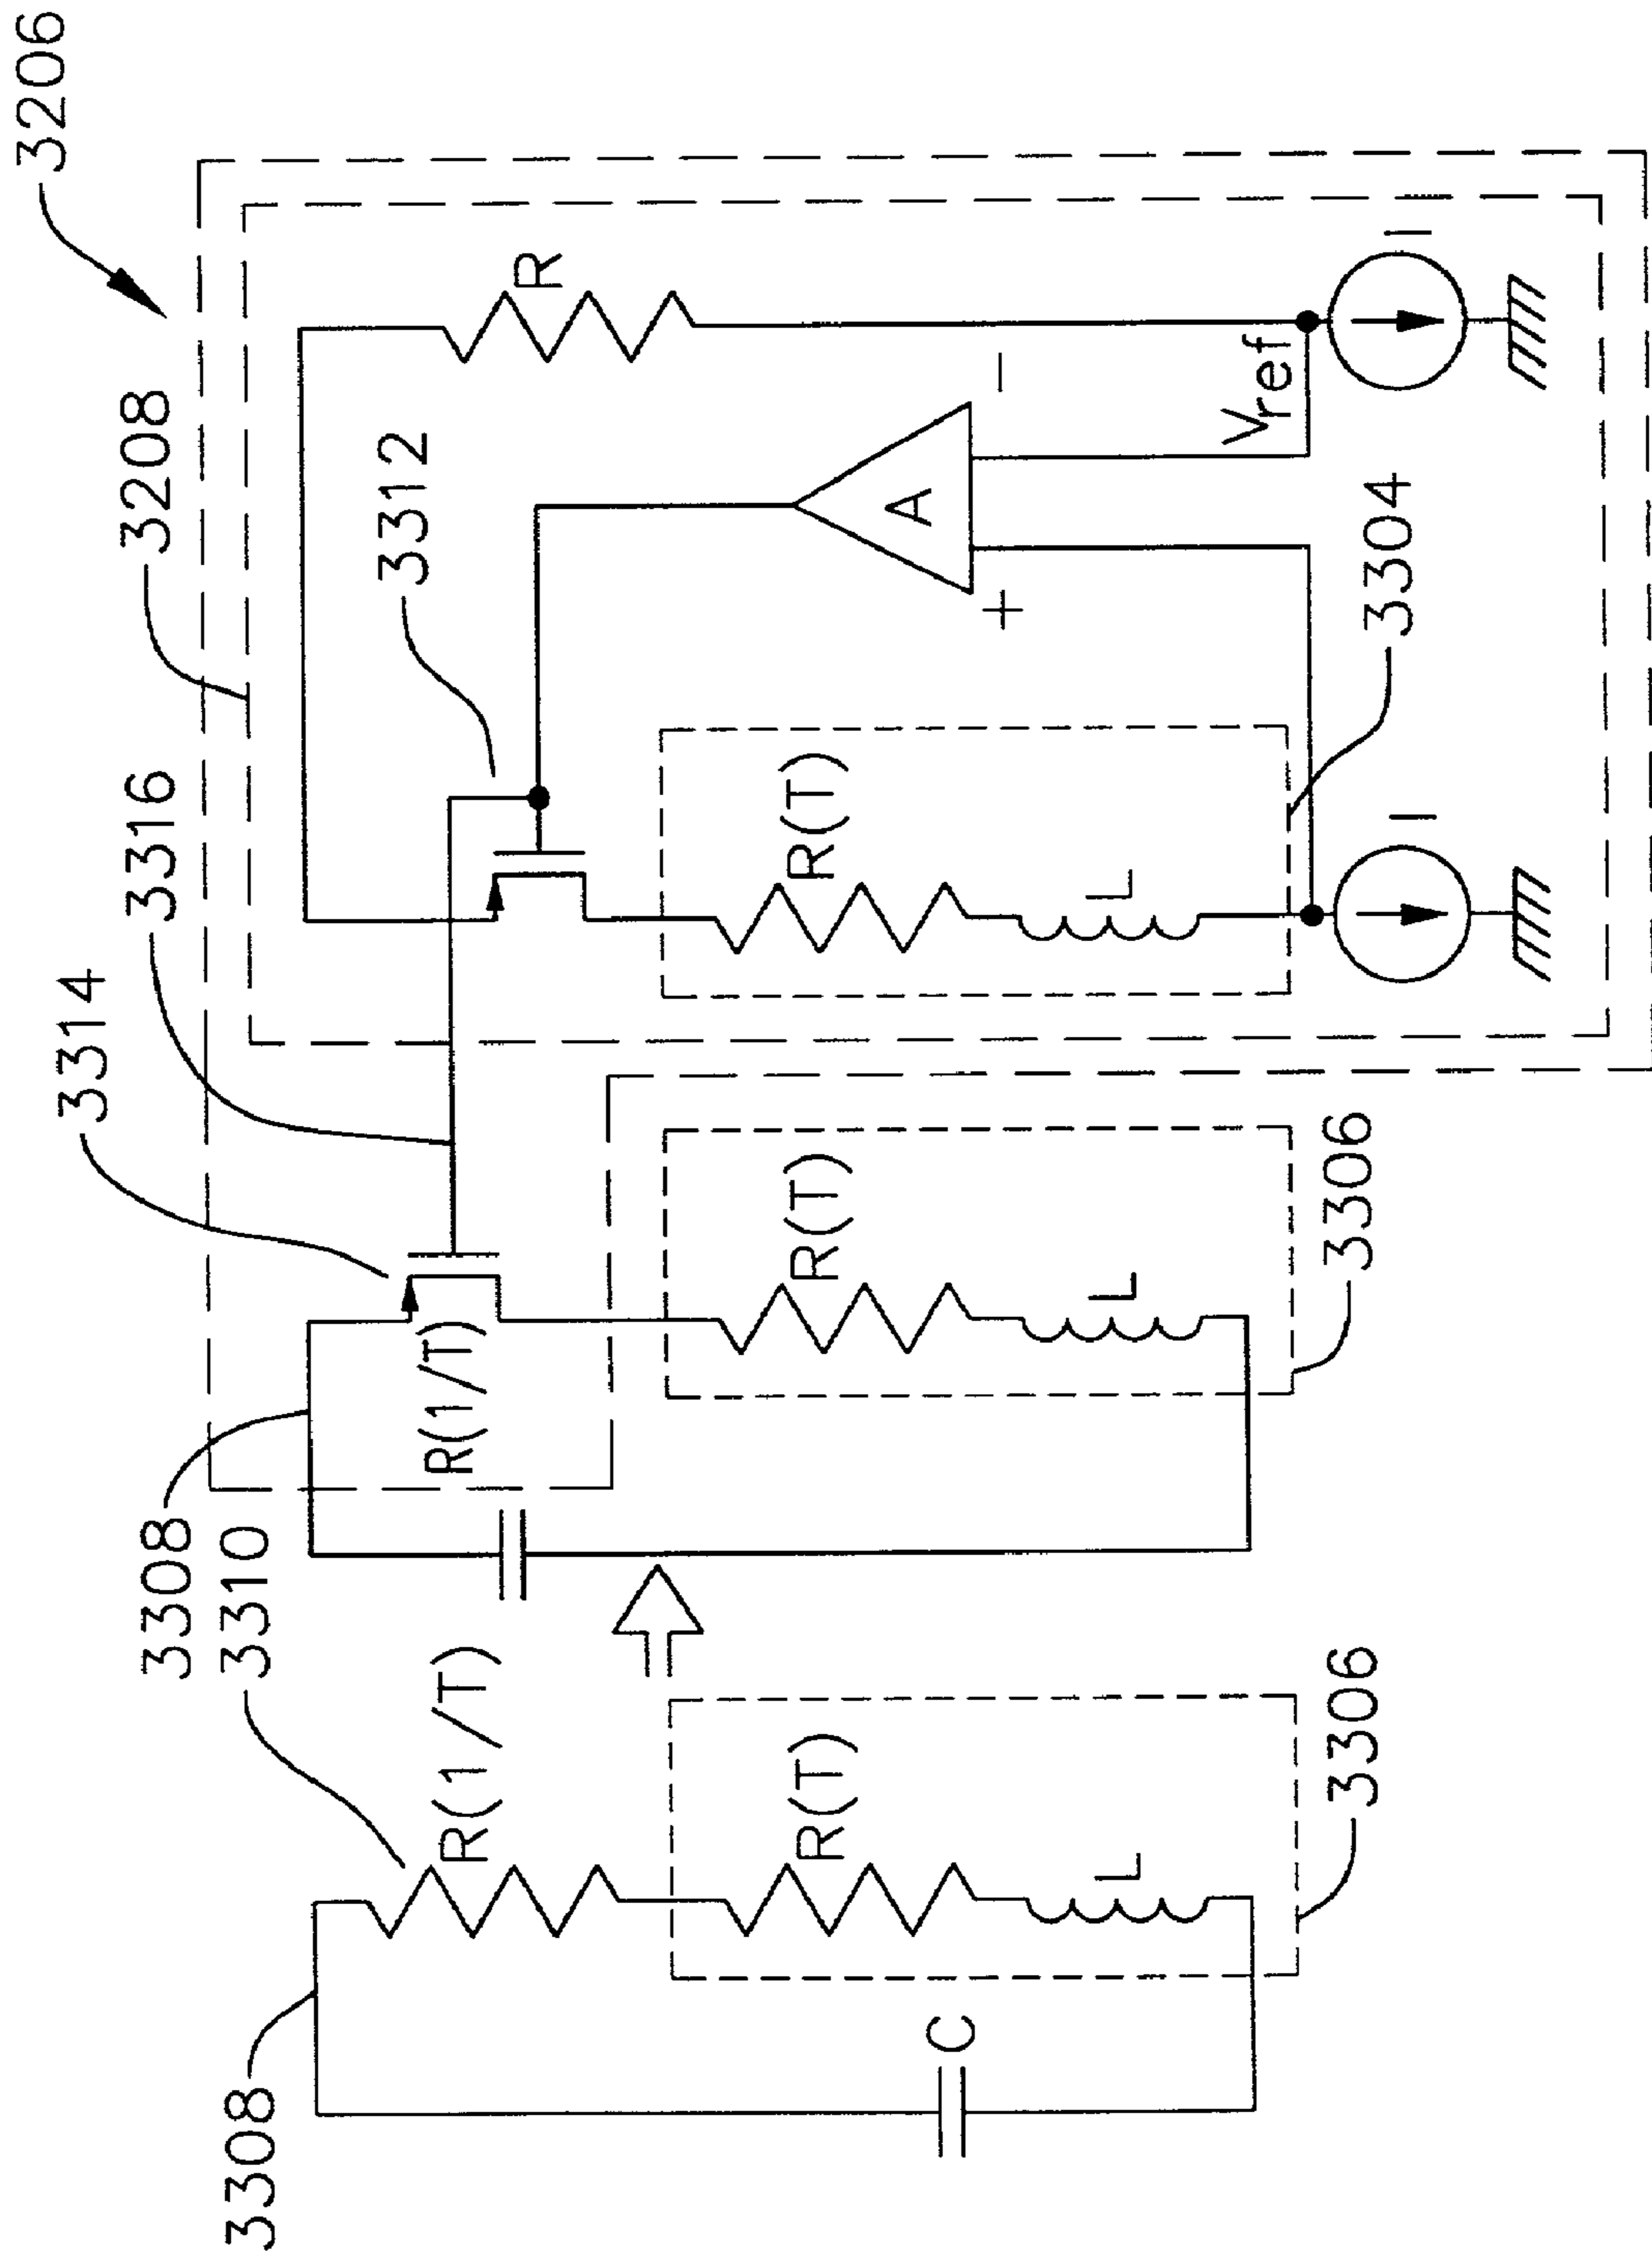 3206
3208
3312
3316
3314
3308
3310
3308
R(1/T)
R(T)
L
C
3306
R(1/T)
R(T)
L
3306
R(T)
L
I
3304
A
+
−
Vref
R
I